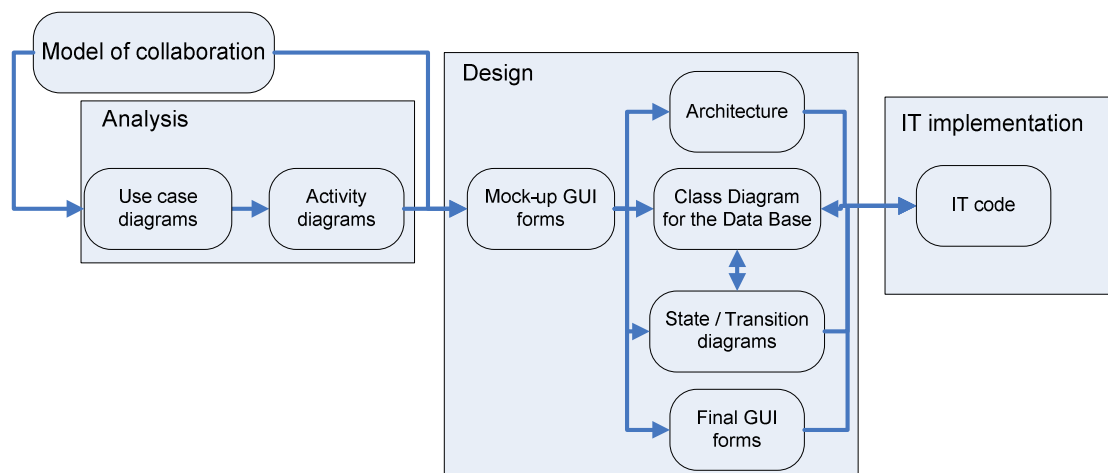 Model of collaboration
Analysis
Use case
diagrams
Activity
diagrams
Design
Mock-up GUI
forms
Architecture
Class Diagram
for the Data Base
State / Transition
diagrams
Final GUI
forms
IT implementation
IT code